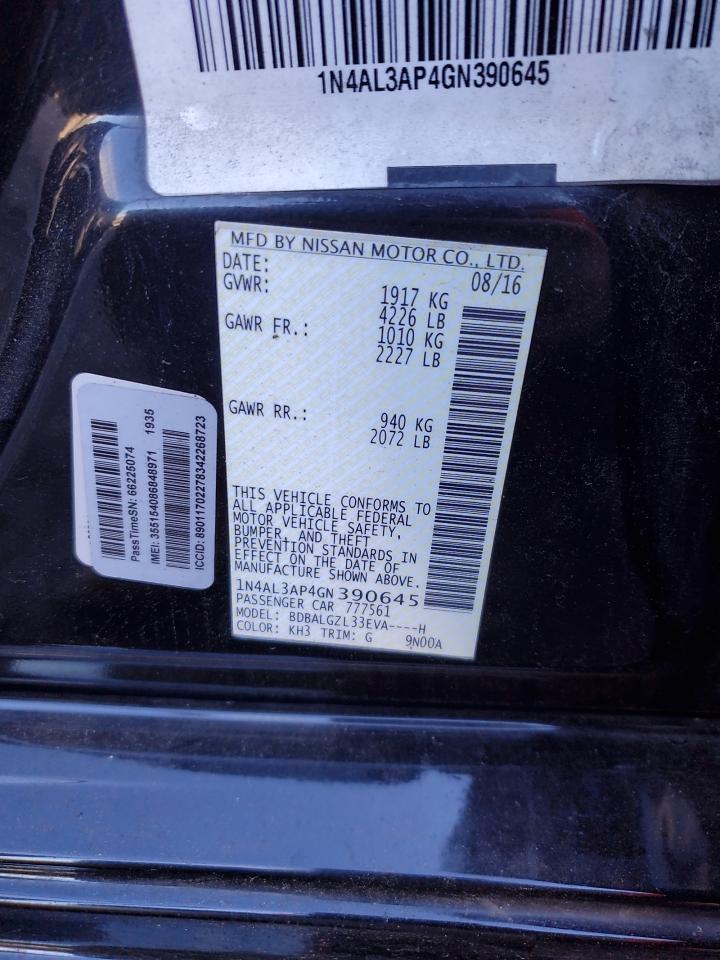 1N4AL3AP4GN390645
MFD BY NISSAN MOTOR CO., LTD.
DATE: 08/16
GVWR: 1917 KG
4226 LB
GAWR FR.: 1010 KG
2227 LB
GAWR RR.: 940 KG
2072 LB
THIS VEHICLE CONFORMS TO
ALL APPLICABLE FEDERAL
MOTOR VEHICLE SAFETY,
BUMPER, AND THEFT
PREVENTION STANDARDS IN
EFFECT ON THE DATE OF
MANUFACTURE SHOWN ABOVE.
1N4AL3AP4GN390645
PASSENGER CAR 777561
MODEL: BDBALGZL33EVA----H
COLOR: KH3 TRIM: G 9N00A
PassTimeSN: 66225074 1935
IMEI: 355154086848971
ICCID: 89011702278342268723